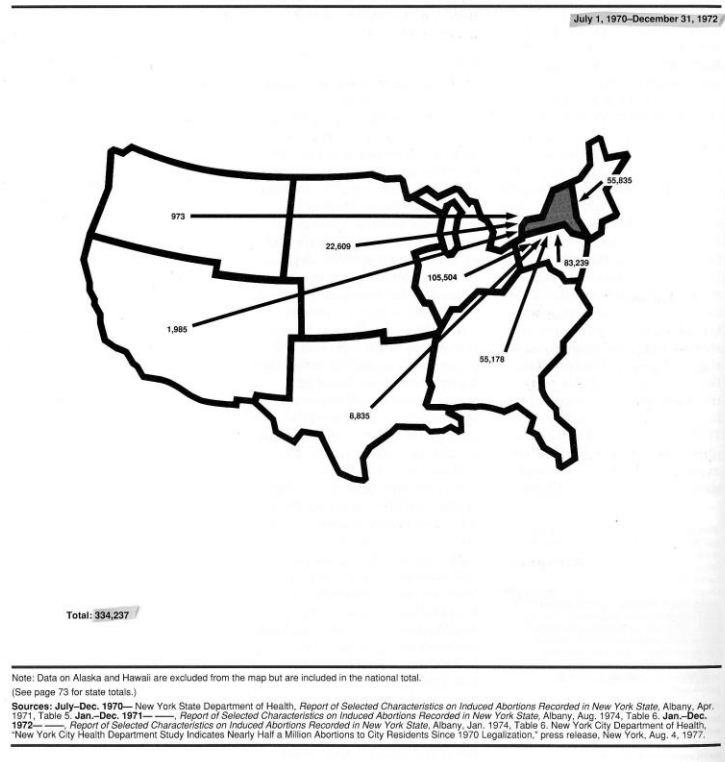 July 1, 1970–December 31, 1972
55,835
973
22,609
83,239
105,504
1,985
55,178
8,835
Total: 334,237
Note: Data on Alaska and Hawaii are excluded from the map but are included in the national total.
(See page 73 for state totals.)
Sources: July–Dec. 1970— New York State Department of Health, Report of Selected Characteristics on Induced Abortions Recorded in New York State, Albany, Apr.
1971, Table 5. Jan.–Dec. 1971— ——, Report of Selected Characteristics on Induced Abortions Recorded in New York State, Albany, Aug. 1974, Table 6. Jan.–Dec.
1972— ——, Report of Selected Characteristics on Induced Abortions Recorded in New York State, Albany, Jan. 1974, Table 6. New York City Department of Health,
"New York City Health Department Study Indicates Nearly Half a Million Abortions to City Residents Since 1970 Legalization," press release, New York, Aug. 4, 1977.